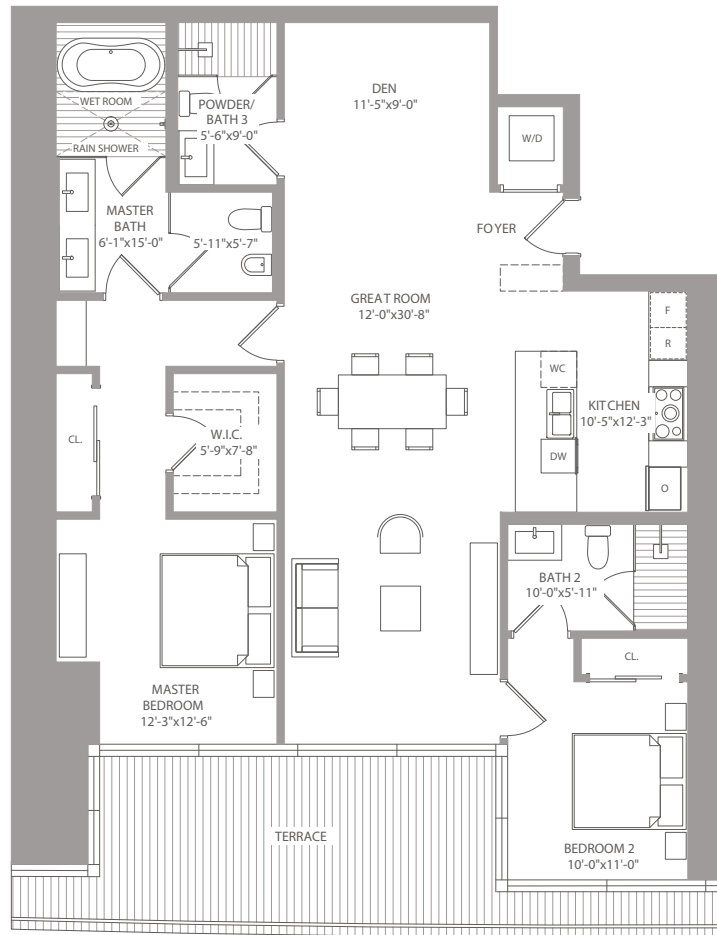 WET ROOM
RAIN SHOWER
POWDER/
BATH 3
5'-6"x9'-0"
DEN
11'-5"x9'-0"
W/D
MASTER
BATH
6'-1"x15'-0"
5'-11"x5'-7"
FOYER
GREAT ROOM
12'-0"x30'-8"
F
R
WC
KITCHEN
10'-5"x12'-3"
DW
O
CL.
W.I.C.
5'-9"x7'-8"
BATH 2
10'-0"x5'-11"
CL.
MASTER
BEDROOM
12'-3"x12'-6"
TERRACE
BEDROOM 2
10'-0"x11'-0"